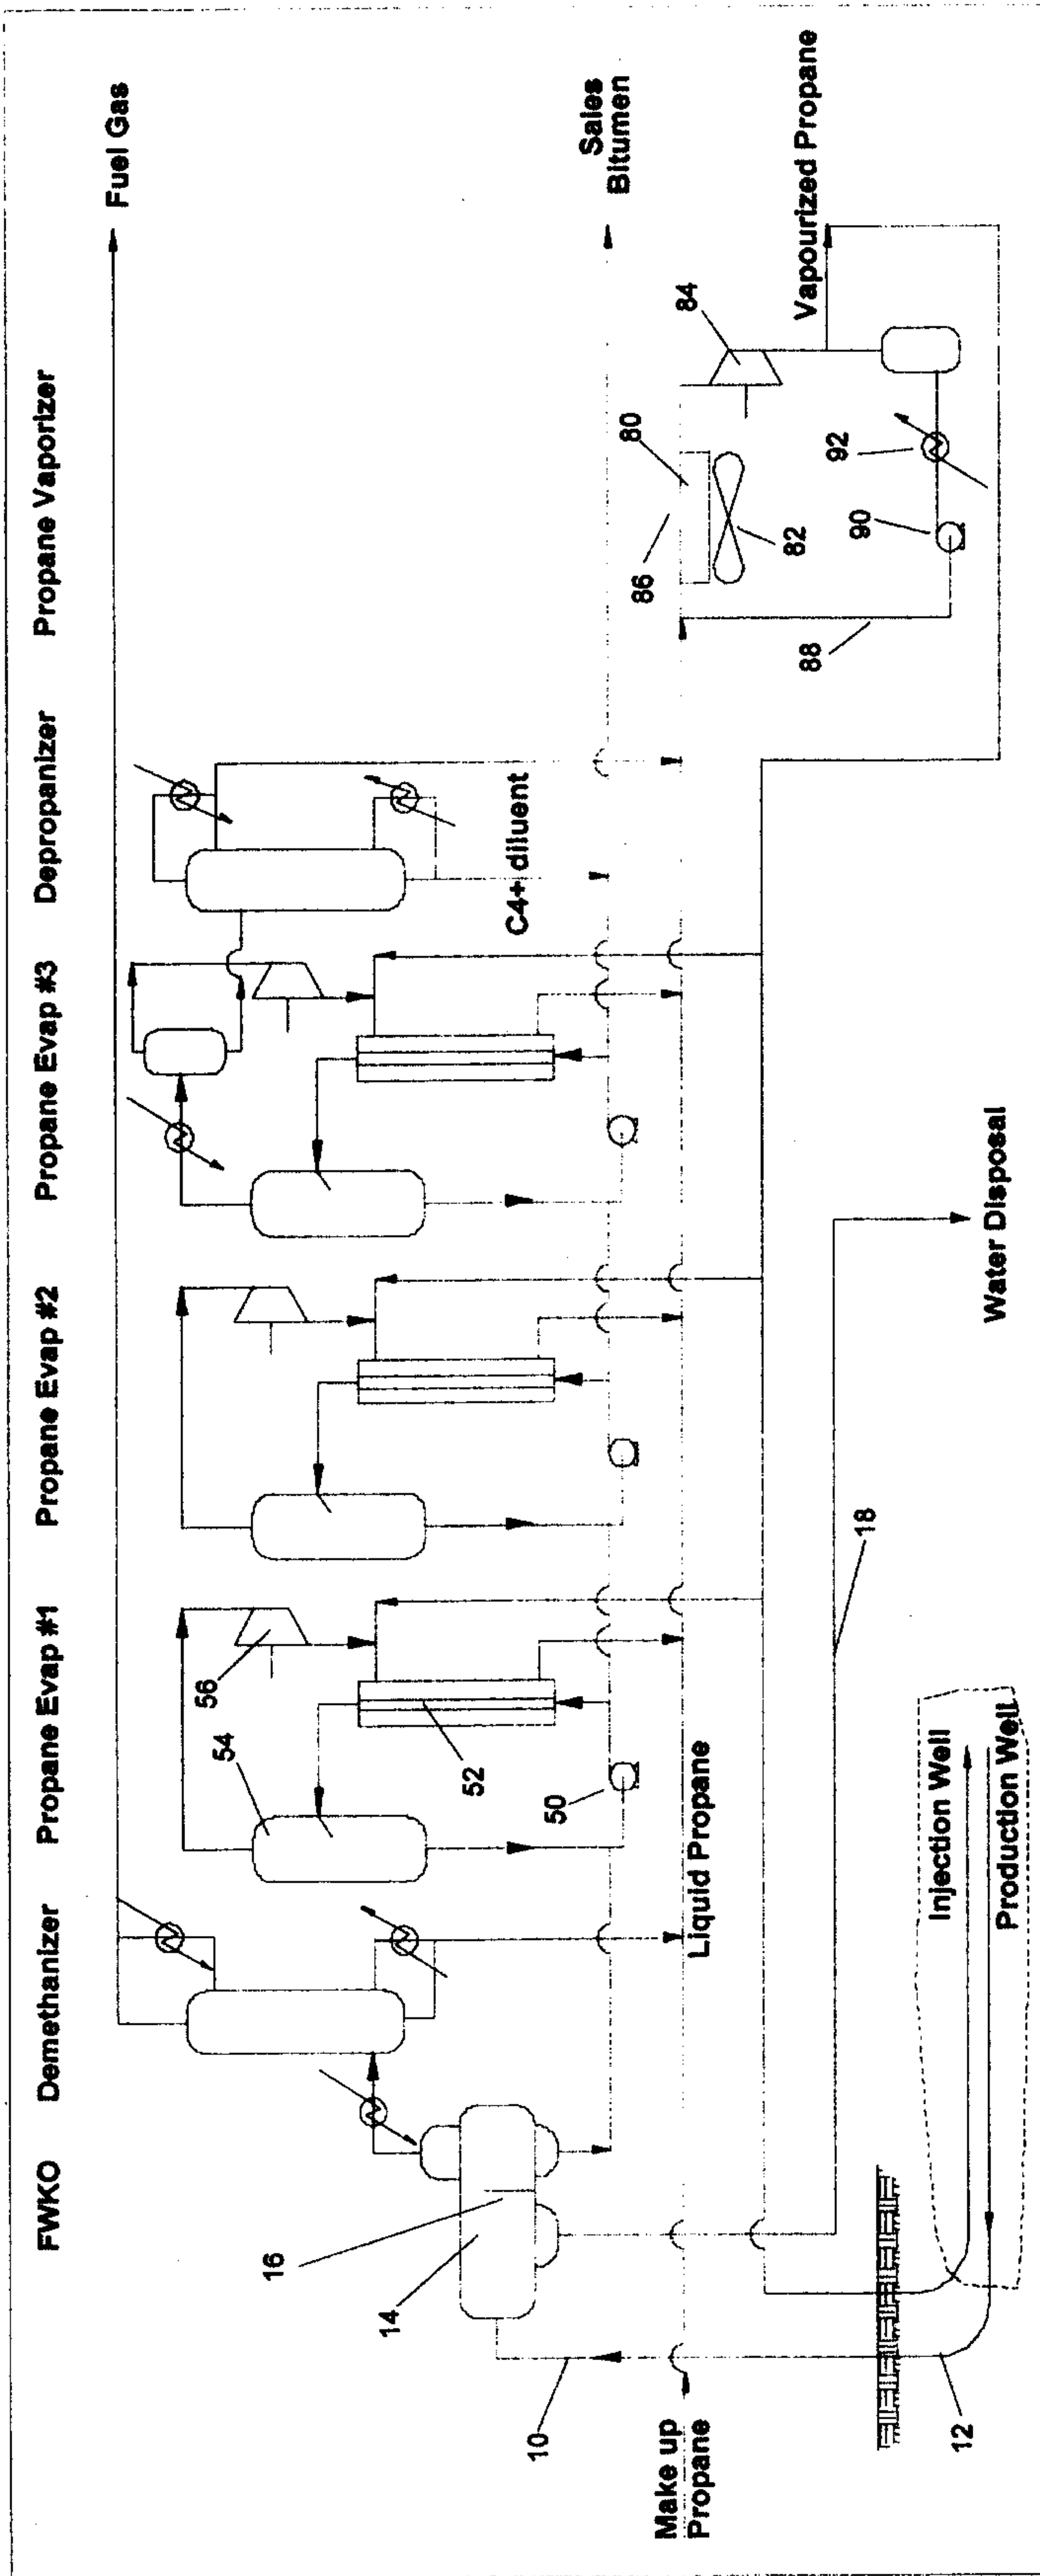 FWKO
Demethanizer
Propane Evap #1
Propane Evap #2
Propane Evap #3
Depropanizer
Propane Vaporizer
Fuel Gas
54
56
52
50
C4+ diluent
Sales
Bitumen
16
14
10
Liquid Propane
Make up
Propane
86
80
82
84
88
90
92
Vapourized Propane
18
Water Disposal
Injection Well
Production Well
12